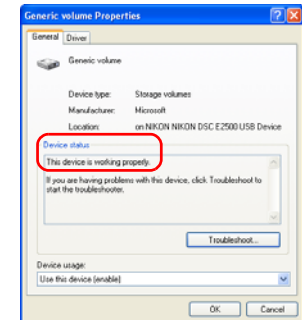 Generic volume Properties
General Driver
Generic volume
Device type: Storage volumes
Manufacturer: Microsoft
Location: on NIKON NIKON DSC E2500 USB Device
Device status
This device is working properly.
If you are having problems with this device, click Troubleshoot to
start the troubleshooter.
Troubleshoot...
Device usage:
Use this device (enable)
OK Cancel